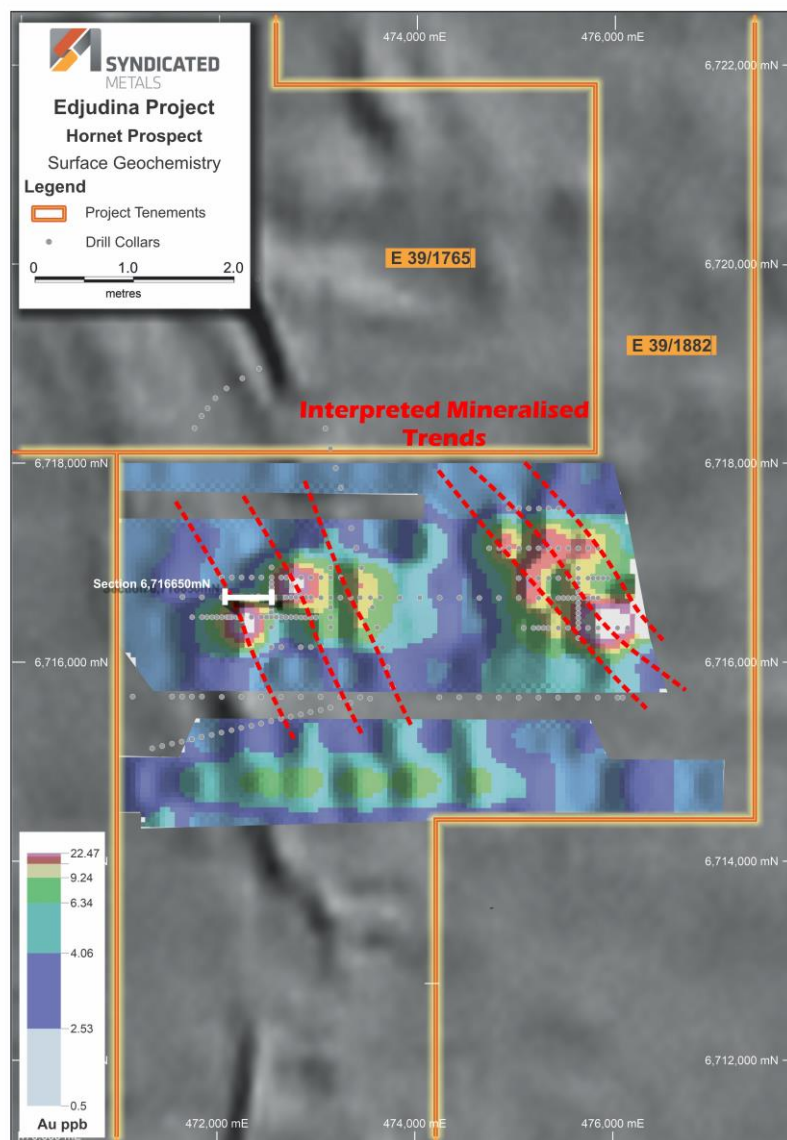 474,000 mE
476,000 mE
6,722,000 mN
SYNDICATED
METALS
Edjudina Project
Hornet Prospect
Surface Geochemistry
Legend
Project Tenements
Drill Collars
0 1.0 2.0
metres
E 39/1765
6,720,000 mN
E 39/1882
Interpreted Mineralised
Trends
6,718,000 mN
6,718,000 mN
Section 6,716650mN
6,716,000 mN
6,716,000 mN
22.47
9.24
6.34
4.06
2.53
0.5
Au ppb
6,714,000 mN
6,712,000 mN
472,000 mE
474,000 mE
476,000 mE